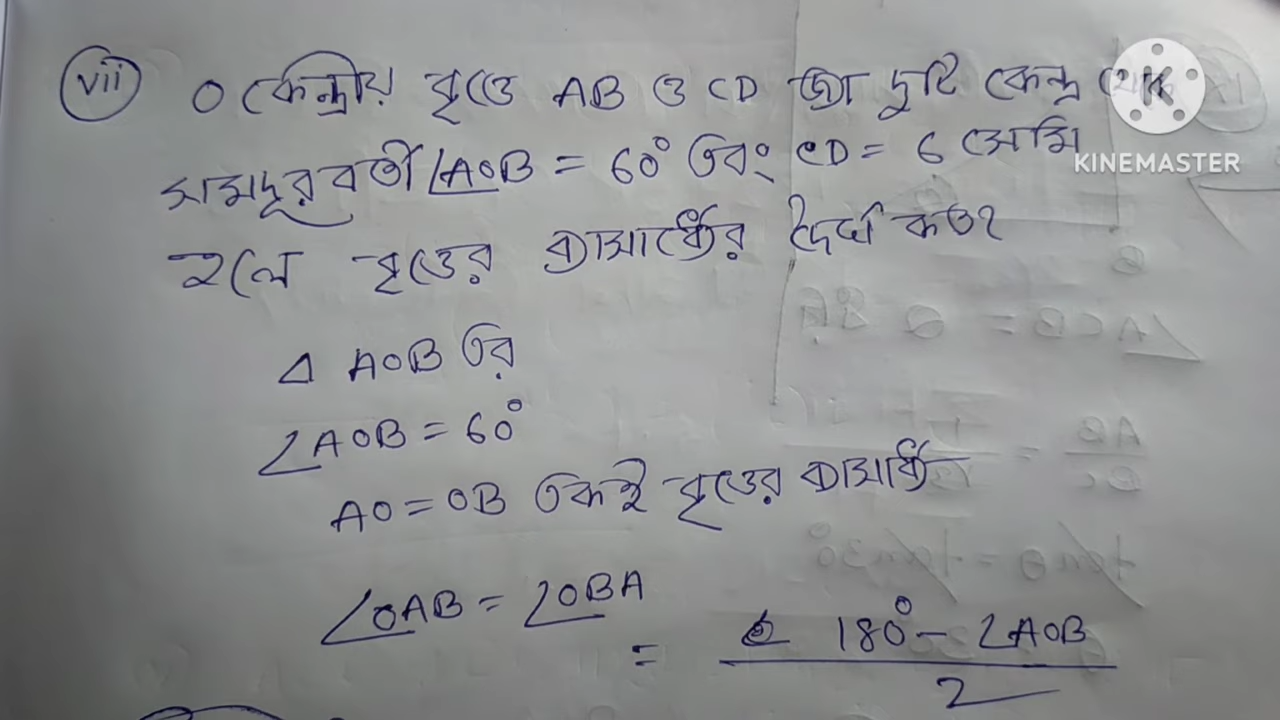 vii O কেন্দ্রীয় বৃত্তে AB ও CD জ্যা দুটি কেন্দ্র থেকে
KINEMASTER
সমদূরবর্তী ∠AOB = 60° এবং CD = 6 সেমি
হলে বৃত্তের ব্যাসার্ধের দৈর্ঘ্য কত?
△ AOB এর
∠AOB = 60°
AO = OB একই বৃত্তের ব্যাসার্ধ
∠OAB = ∠OBA
= 180° - ∠AOB
2